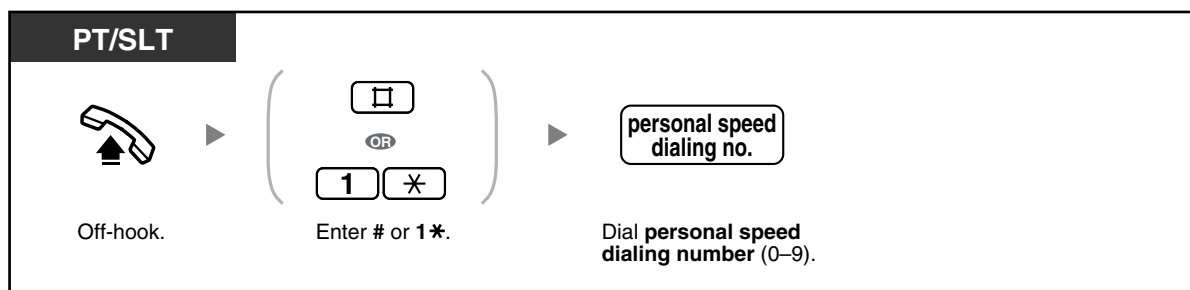 PT/SLT
#
OR
1 *
personal speed
dialing no.
Off-hook.
Enter # or 1*.
Dial personal speed
dialing number (0–9).